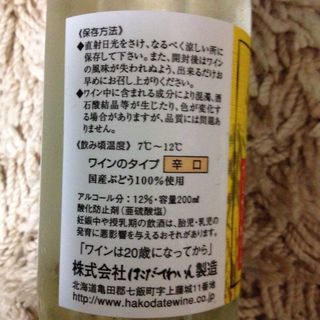 《保存方法》
◆直射日光をさけ、なるべく涼しい所に
保存して下さい。また、開封後はワイン
の風味が失われぬよう、出来るだけお
早めにお召し上がりください。
◆ワイン中に含まれる成分により混濁、酒
石酸結晶等が生じたり、色が変化す
る場合がありますが、品質には問題あ
りません。
《飲み頃温度》 7℃～12℃
ワインのタイプ 辛口
国産ぶどう100%使用
アルコール分：12%・容量200㎖
酸化防止剤（亜硫酸塩）
妊娠中や授乳期の飲酒は、胎児・乳児の
発育に悪影響を与えるおそれがあります。
「ワインは20歳になってから」
株式会社はこだてわいん製造
北海道亀田郡七飯町字上藤城11番地
http://www.hakodatewine.co.jp